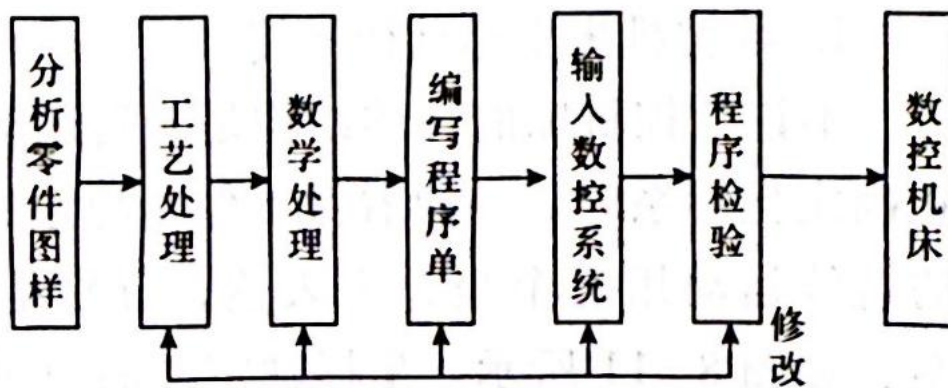 分析零件图样
工艺处理
数学处理
编写程序单
输入数控系统
程序检验
数控机床
修改